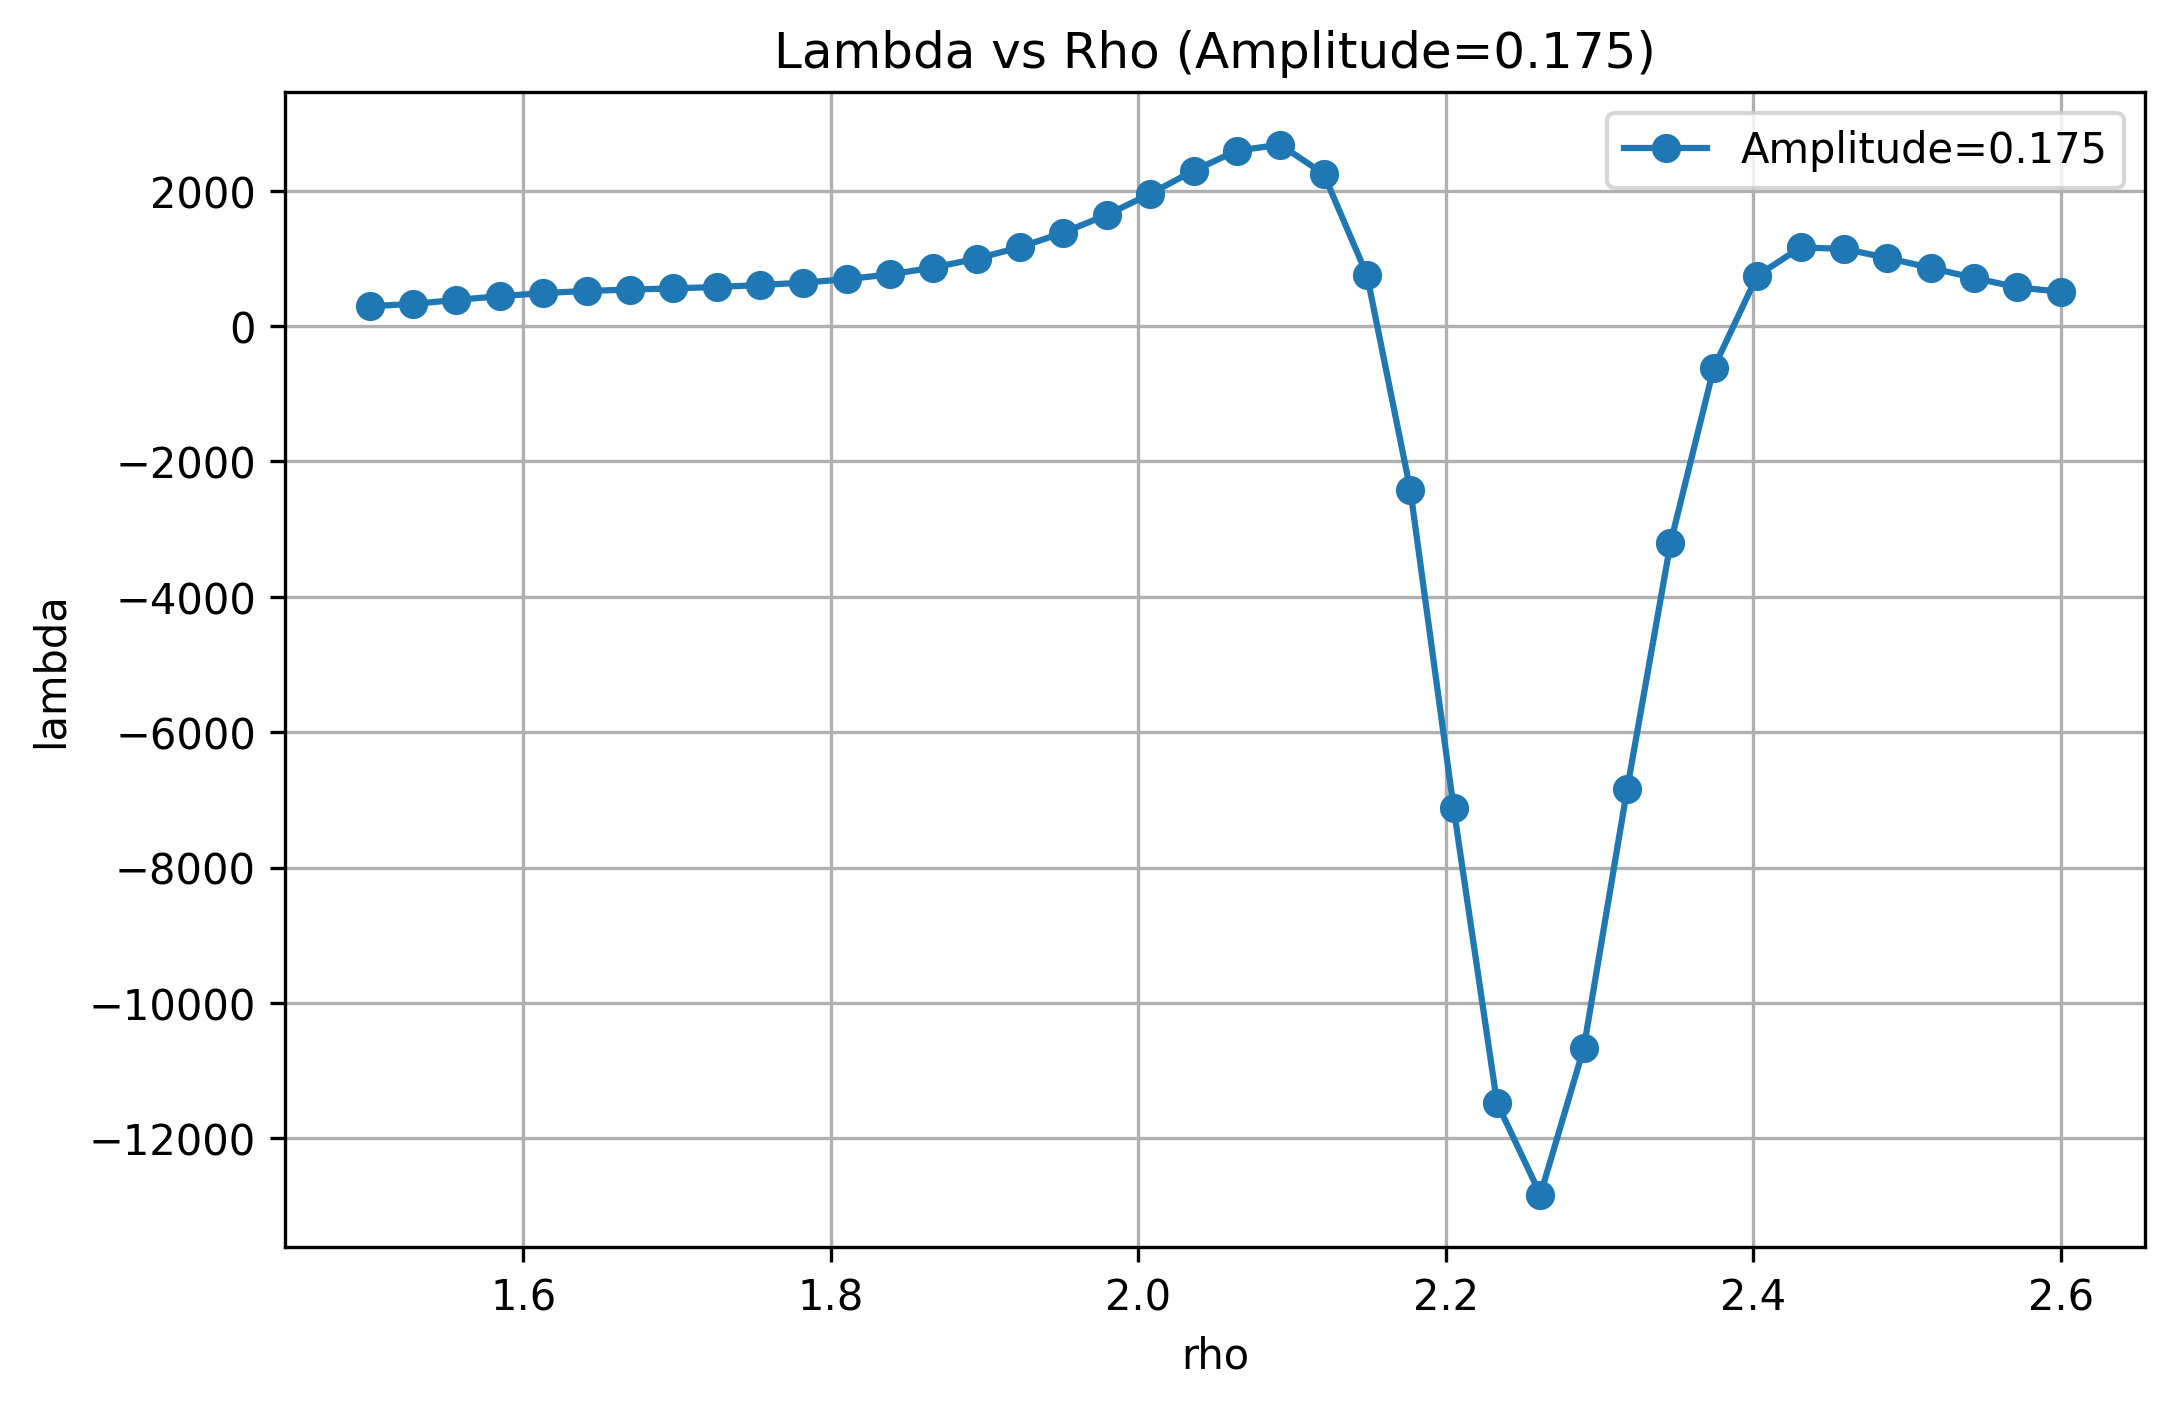 Lambda vs Rho (Amplitude=0.175)
Amplitude=0.175
2000
0
−2000
−4000
−6000
−8000
−10000
−12000
lambda
1.6 1.8 2.0 2.2 2.4 2.6
rho